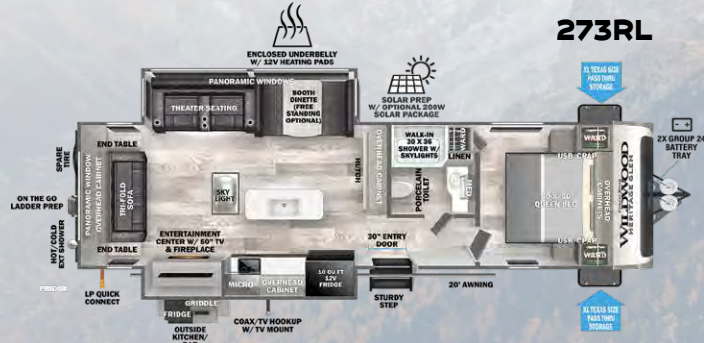 273RL
ENCLOSED UNDERBELLY
W/ 12V HEATING PADS
XL TEXAS SIZE
PASS THRU
STORAGE
PANORAMIC WINDOWS
THEATER SEATING
BOOTH
DINETTE
(FREE
STANDING
OPTIONAL)
SOLAR PREP
W/ OPTIONAL 200W
SOLAR PACKAGE
2X GROUP 24
BATTERY
TRAY
SPARE
TIRE
END TABLE
PANORAMIC WINDOW
OVERHEAD CABINET
TRI-FOLD
SOFA
SKY
LIGHT
HUTCH
OVERHEAD CABINET
WALK-IN
30 X 36
SHOWER W/
SKYLIGHTS
WARD
LINEN
PORCELAIN
TOILET
MED
WARD
USB CPAP
QUEEN BED
OVERHEAD
CABINETS
WILDWOOD
HERITAGE GLEN
ON THE GO
LADDER PREP
HOT/COLD
EXT SHOWER
END TABLE
ENTERTAINMENT
CENTER W/ 60" TV
& FIREPLACE
30" ENTRY
DOOR
USB CPAP
WARD
FRIDGE
LP QUICK
CONNECT
MICRO
OVERHEAD
CABINET
10 CU FT
12V
FRIDGE
STURDY
STEP
20' AWNING
GRIDDLE
FRIDGE
OUTSIDE
KITCHEN/
COAX/TV HOOKUP
W/ TV MOUNT
XL TEXAS SIZE
PASS THRU
STORAGE